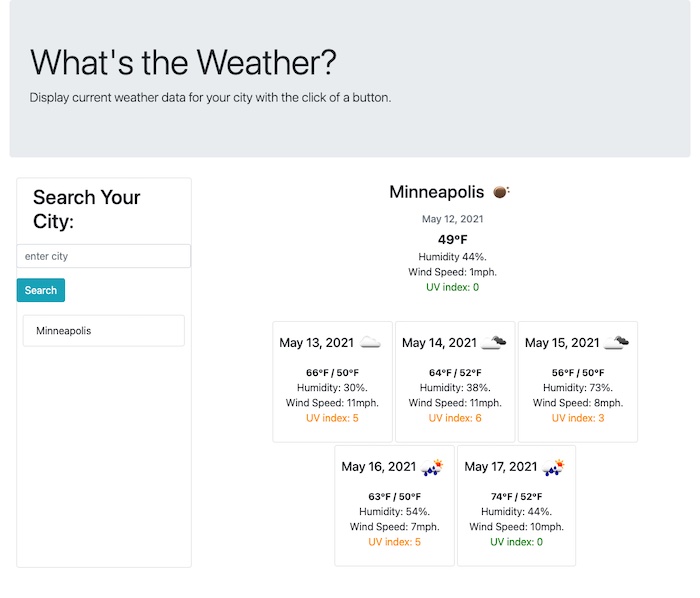 What's the Weather?
Display current weather data for your city with the click of a button.
Search Your
City:
enter city
Search
Minneapolis
Minneapolis
May 12, 2021
49°F
Humidity 44%.
Wind Speed: 1mph.
UV index: 0
May 13, 2021
66°F / 50°F
Humidity: 30%.
Wind Speed: 11mph.
UV index: 5
May 14, 2021
64°F / 52°F
Humidity: 38%.
Wind Speed: 11mph.
UV index: 6
May 15, 2021
56°F / 50°F
Humidity: 73%.
Wind Speed: 8mph.
UV index: 3
May 16, 2021
63°F / 50°F
Humidity: 54%.
Wind Speed: 7mph.
UV index: 5
May 17, 2021
74°F / 52°F
Humidity: 44%.
Wind Speed: 10mph.
UV index: 0